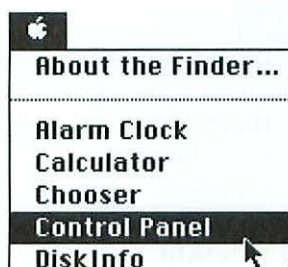 About the Finder...
Alarm Clock
Calculator
Chooser
Control Panel
DiskInfo